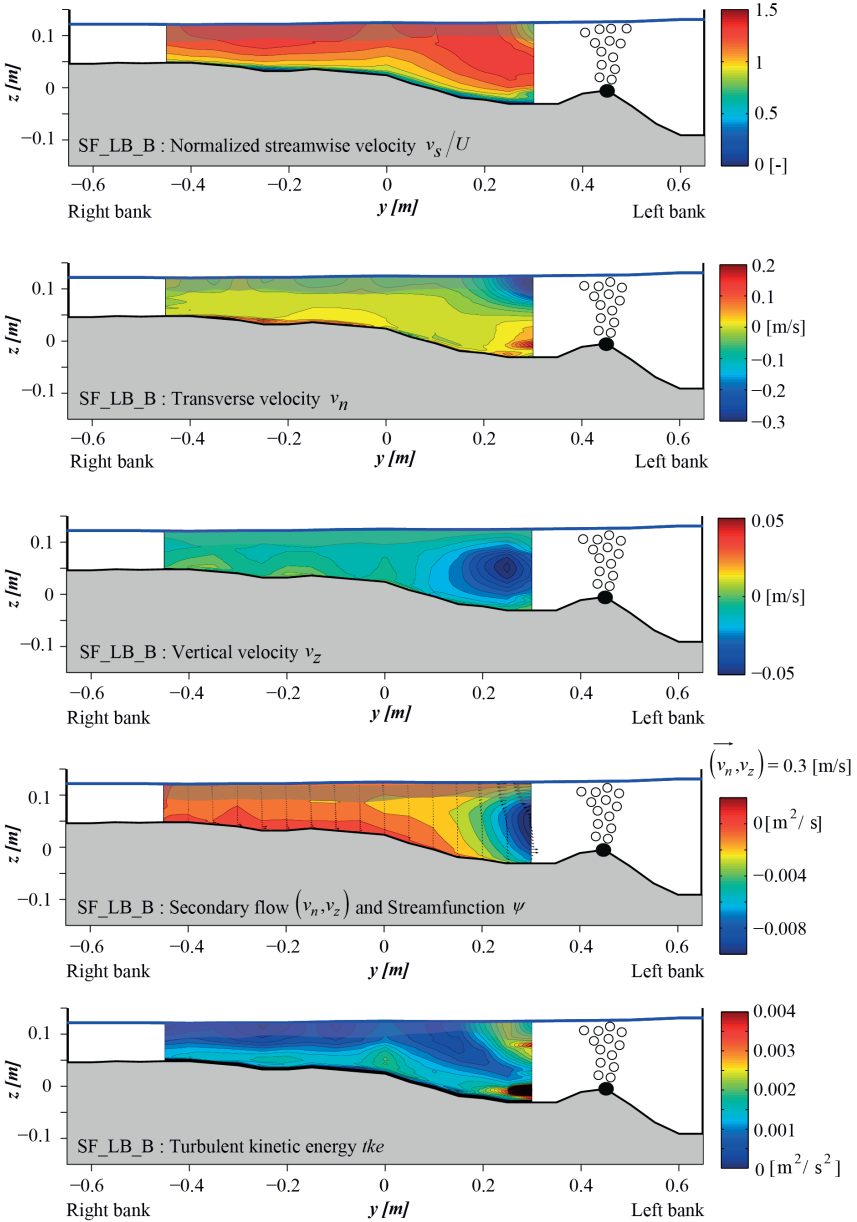 0.1
0
−0.1
z [m]
SF_LB_B : Normalized streamwise velocity vₛ/U
1.5
1
0.5
0 [-]
−0.6 −0.4 −0.2 0 0.2 0.4 0.6
Right bank y [m] Left bank
0.1
0
−0.1
z [m]
SF_LB_B : Transverse velocity vₙ
0.2
0.1
0 [m/s]
−0.1
−0.2
−0.3
−0.6 −0.4 −0.2 0 0.2 0.4 0.6
Right bank y [m] Left bank
0.1
0
−0.1
z [m]
SF_LB_B : Vertical velocity v_z
0.05
0 [m/s]
−0.05
−0.6 −0.4 −0.2 0 0.2 0.4 0.6
Right bank y [m] Left bank
(vₙ,v_z) = 0.3 [m/s]
0.1
0
−0.1
z [m]
SF_LB_B : Secondary flow (vₙ,v_z) and Streamfunction ψ
0 [m²/ s]
−0.004
−0.008
−0.6 −0.4 −0.2 0 0.2 0.4 0.6
Right bank y [m] Left bank
0.1
0
−0.1
z [m]
SF_LB_B : Turbulent kinetic energy tke
0.004
0.003
0.002
0.001
0 [m²/ s²]
−0.6 −0.4 −0.2 0 0.2 0.4 0.6
Right bank y [m] Left bank